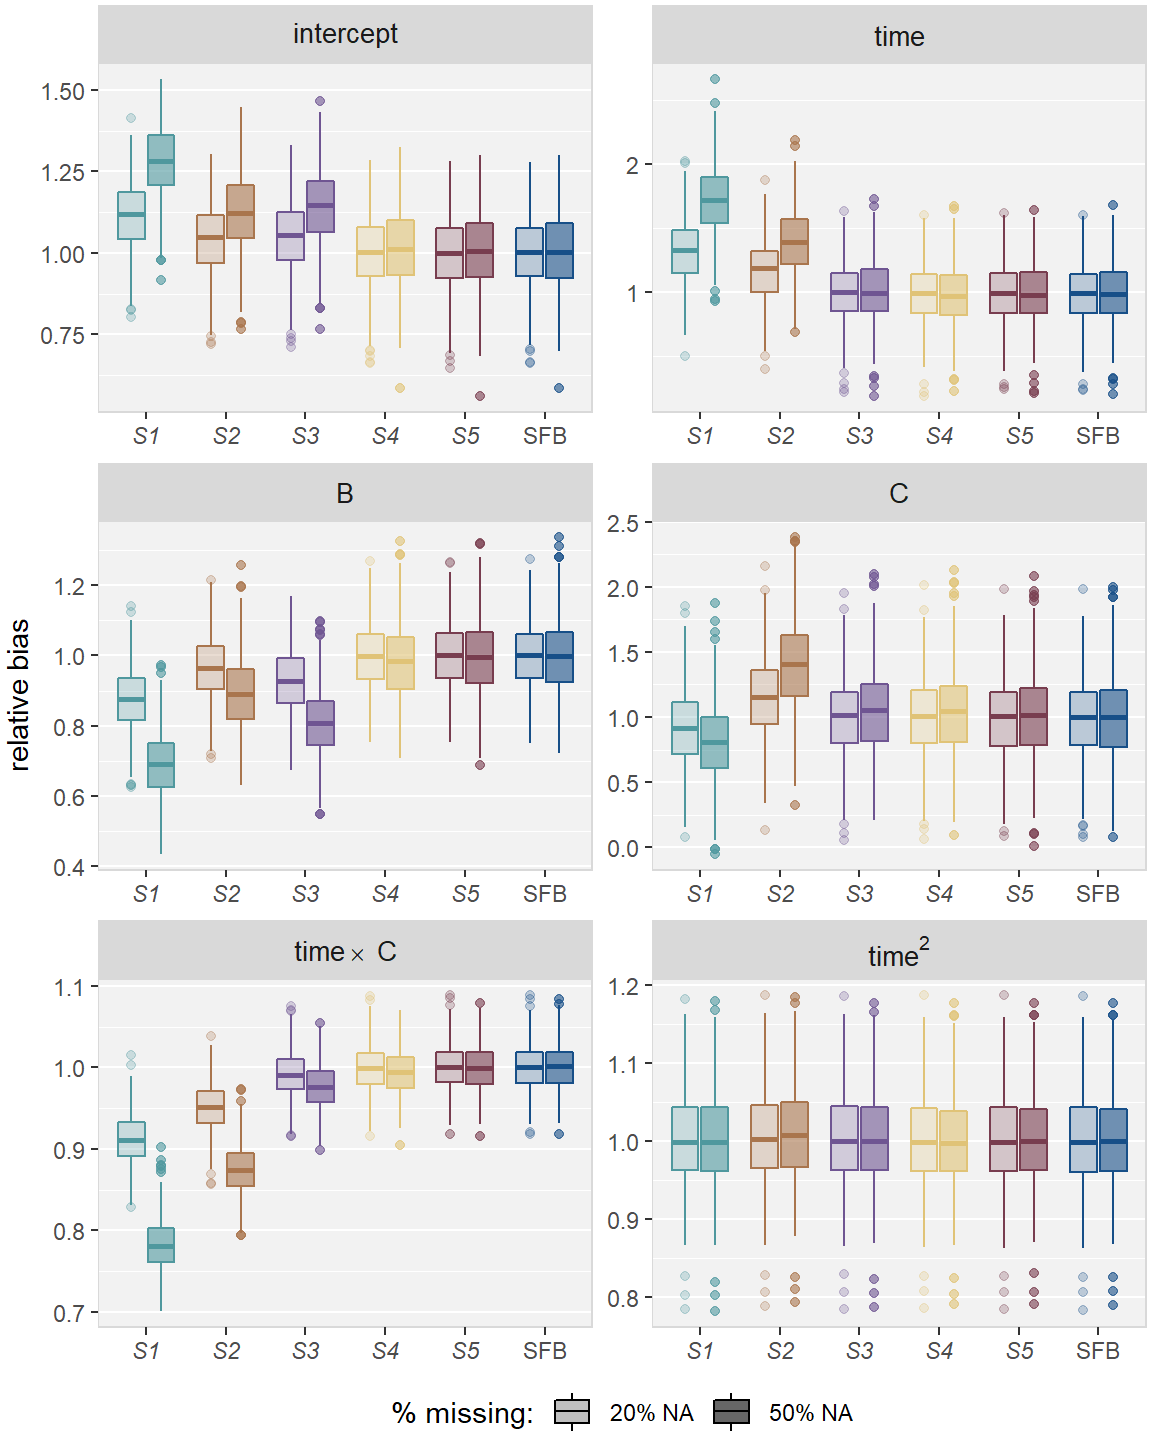 intercept
time
1.50
1.25
1.00
0.75
2
1
S1 S2 S3 S4 S5 SFB
S1 S2 S3 S4 S5 SFB
B
C
relative bias
1.2
1.0
0.8
0.6
0.4
2.5
2.0
1.5
1.0
0.5
0.0
S1 S2 S3 S4 S5 SFB
S1 S2 S3 S4 S5 SFB
time × C
time²
1.1
1.0
0.9
0.8
0.7
1.2
1.1
1.0
0.9
0.8
S1 S2 S3 S4 S5 SFB
S1 S2 S3 S4 S5 SFB
% missing: 20% NA 50% NA